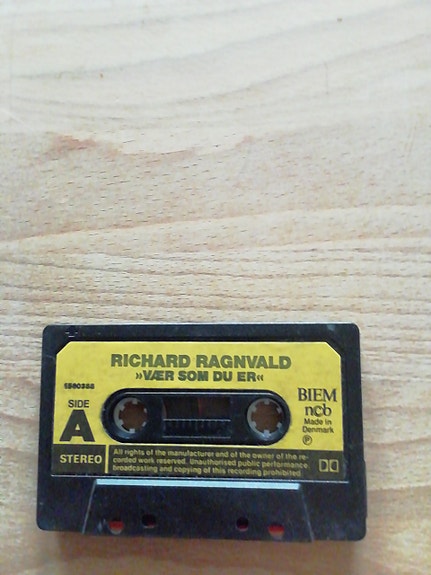 RICHARD RAGNVALD
»VÆR SOM DU ER«
SIDE
A
BIEM
ncb
Made in
Denmark
Ⓟ
STEREO
All rights of the manufacturer and of the owner of the re-
corded work reserved. Unauthorised public performance
broadcasting and copying of this recording prohibited